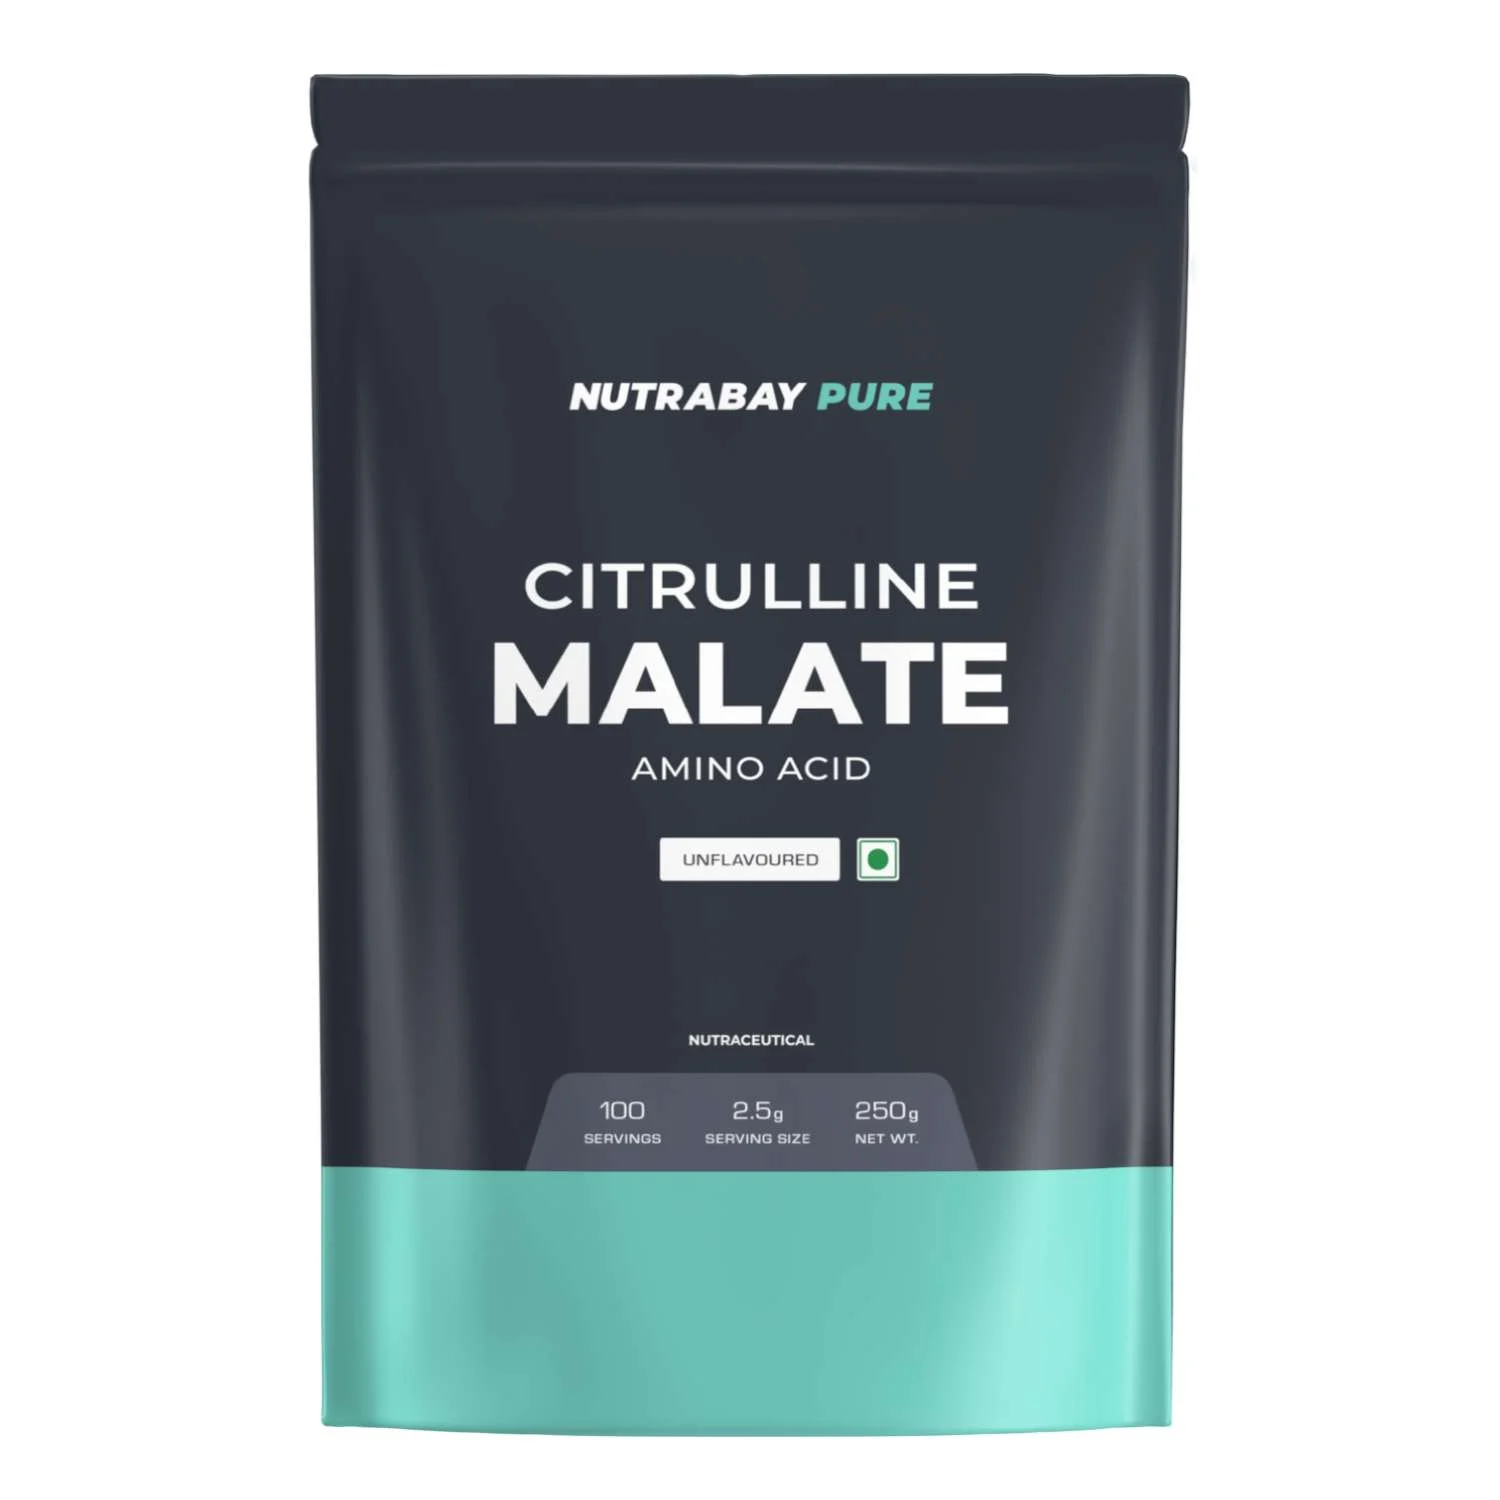 NUTRABAY PURE
CITRULLINE
MALATE
AMINO ACID
UNFLAVOURED
NUTRACEUTICAL
100 2.5g 250g
SERVINGS SERVING SIZE NET WT.